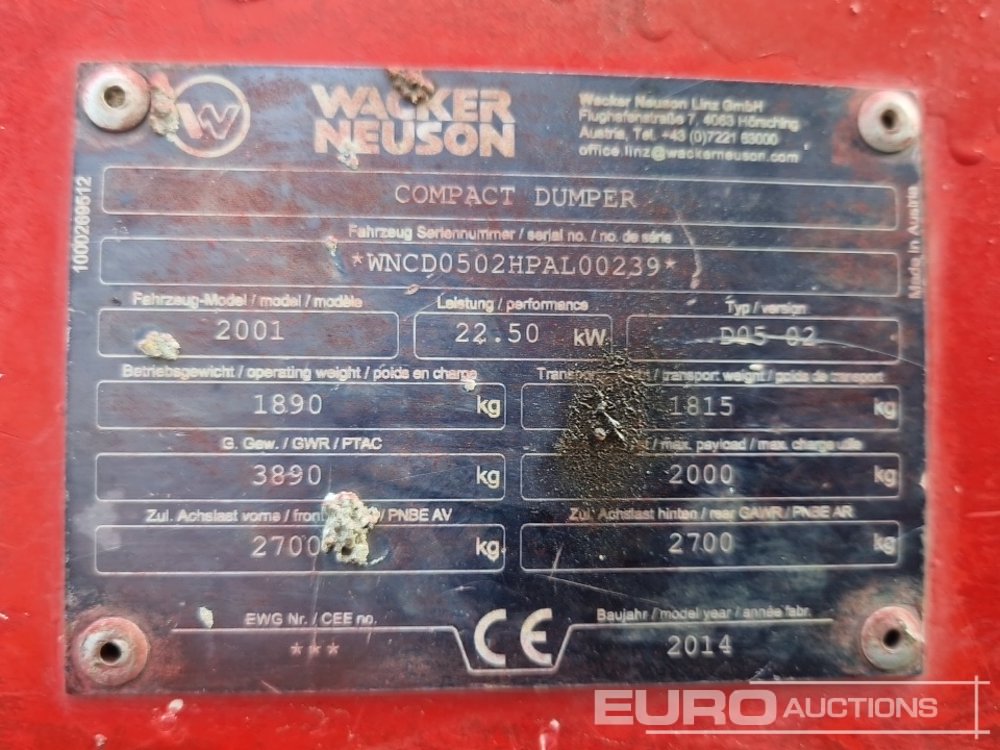 W
WACKER
NEUSON
Wacker Neuson Linz GmbH
Flughafenstraße 7, 4063 Hörsching
Austria, Tel. +43 (0)7221 63000
office.linz@wackerneuson.com
1000269512
Made in Austria
COMPACT DUMPER
Fahrzeug Seriennummer / serial no. / no. de série
*WNCD0502HPAL00239*
Fahrzeug-Model / model / modèle
Leistung / performance
Typ / version
2001
22.50 kW
D05 02
Betriebsgewicht / operating weight / poids en charge
/ transport weight / poids de transport
1890 kg
1815 kg
G. Gew. / GWR / PTAC
/ max. payload / max. charge utile
3890 kg
2000 kg
Zul. Achslast vorne / / PNBE AV
Zul. Achslast hinten / rear GAWR / PNBE AR
2700 kg
2700 kg
EWG Nr. / CEE no.
CE
Baujahr / model year / année fabr.
***
2014
EURO AUCTIONS